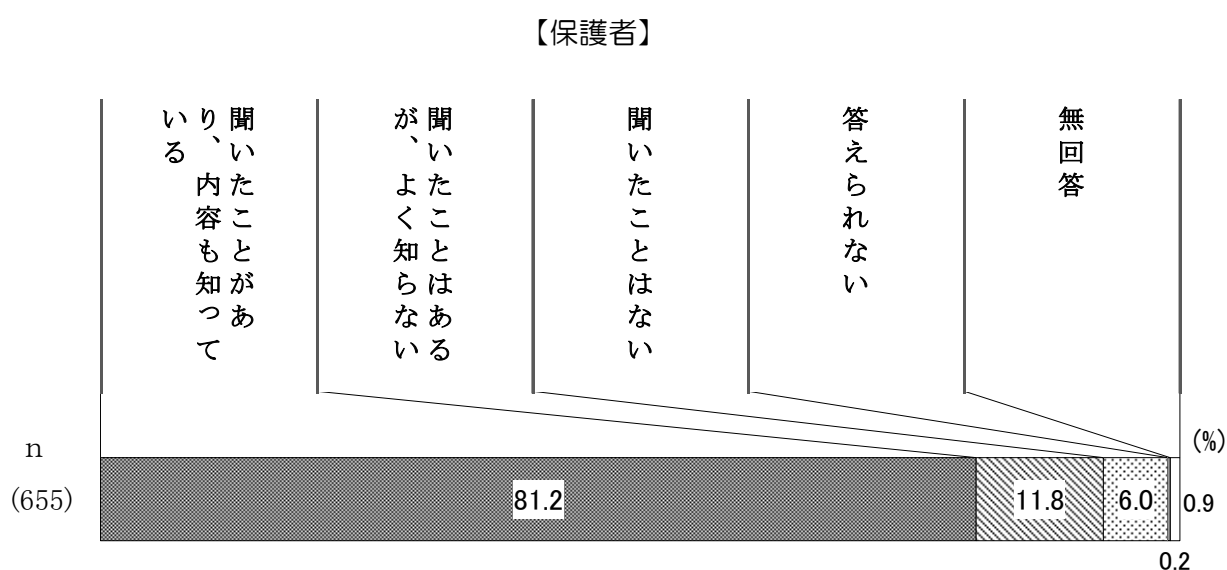 【保護者】
聞いたことがあ
り、内容も知って
いる
聞いたことはある
が、よく知らない
聞いたことはない
答えられない
無回答
n
(%)
(655)
81.2
11.8
6.0
0.9
0.2